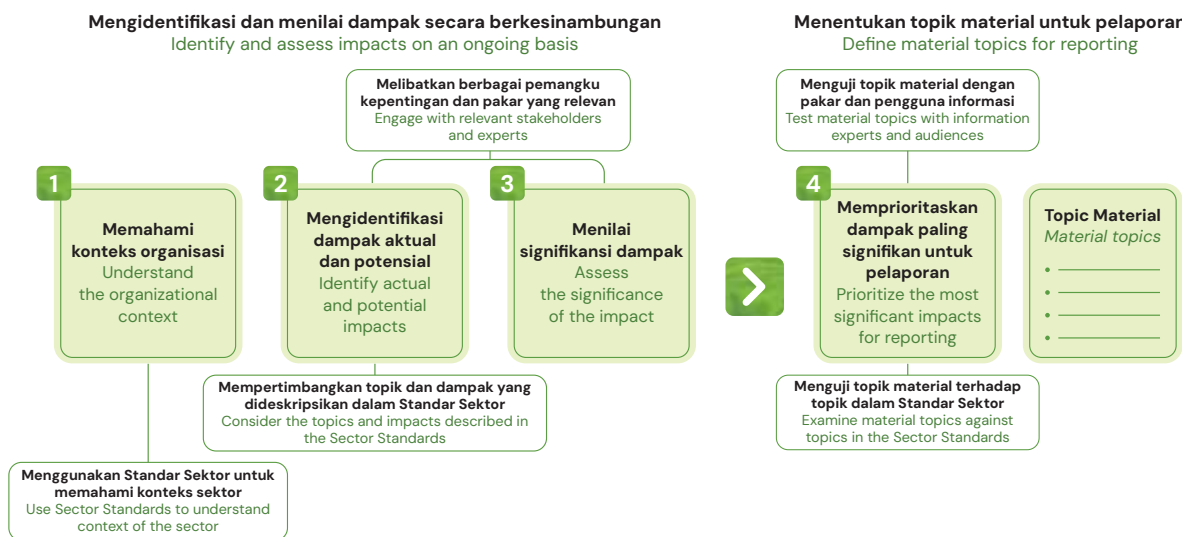 Mengidentifikasi dan menilai dampak secara berkesinambungan
Identify and assess impacts on an ongoing basis
Menentukan topik material untuk pelaporan
Define material topics for reporting
Melibatkan berbagai pemangku
kepentingan dan pakar yang relevan
Engage with relevant stakeholders
and experts
Menguji topik material dengan
pakar dan pengguna informasi
Test material topics with information
experts and audiences
1
Memahami
konteks organisasi
Understand
the organizational
context
2
Mengidentifikasi
dampak aktual
dan potensial
Identify actual
and potential
impacts
3
Menilai
signifikansi dampak
Assess
the significance
of the impact
4
Memprioritaskan
dampak paling
signifikan untuk
pelaporan
Prioritize the most
significant impacts
for reporting
Topic Material
Material topics
Mempertimbangkan topik dan dampak yang
dideskripsikan dalam Standar Sektor
Consider the topics and impacts described in
the Sector Standards
Menguji topik material terhadap
topik dalam Standar Sektor
Examine material topics against
topics in the Sector Standards
Menggunakan Standar Sektor untuk
memahami konteks sektor
Use Sector Standards to understand
context of the sector